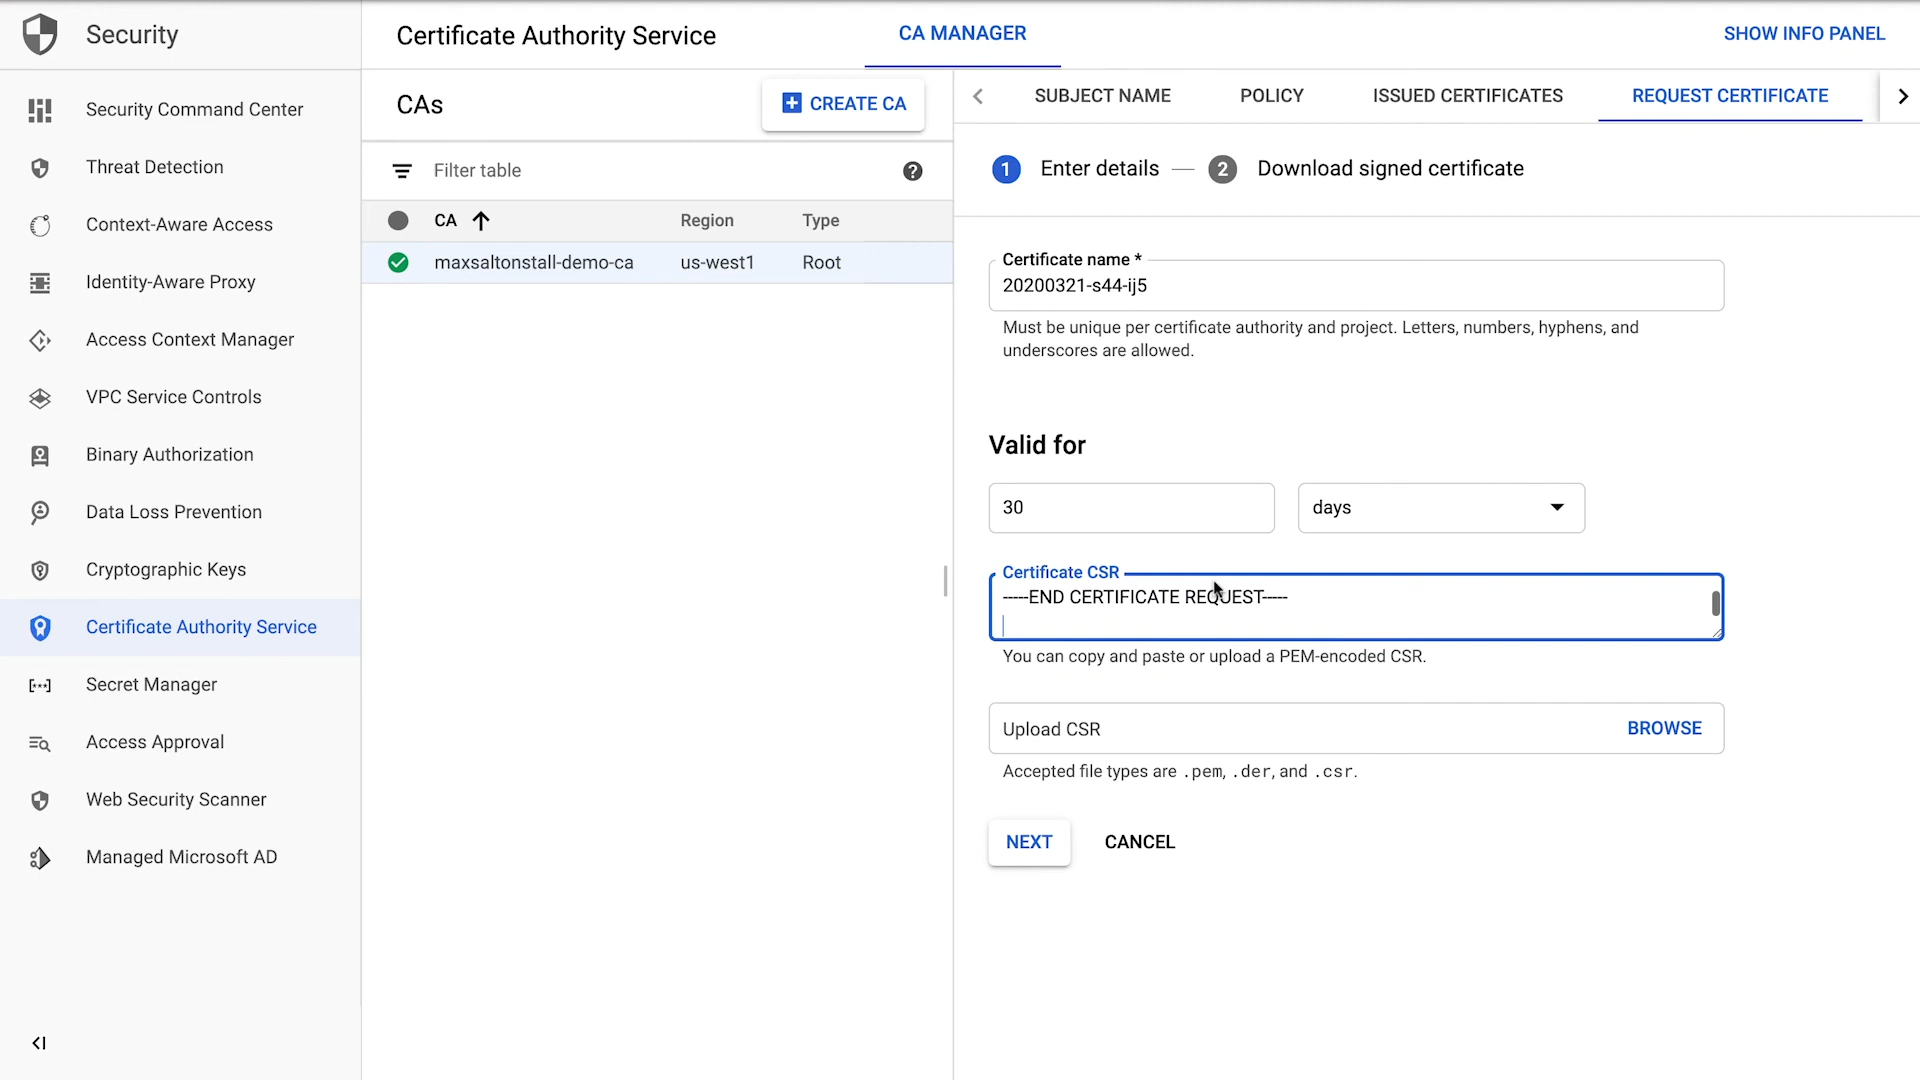 Security
Certificate Authority Service
CA MANAGER
SHOW INFO PANEL
Security Command Center
Threat Detection
Context-Aware Access
Identity-Aware Proxy
Access Context Manager
VPC Service Controls
Binary Authorization
Data Loss Prevention
Cryptographic Keys
Certificate Authority Service
Secret Manager
Access Approval
Web Security Scanner
Managed Microsoft AD
CAs
CREATE CA
Filter table
CA Region Type
maxsaltonstall-demo-ca us-west1 Root
SUBJECT NAME POLICY ISSUED CERTIFICATES REQUEST CERTIFICATE
1 Enter details — 2 Download signed certificate
Certificate name *
20200321-s44-ij5
Must be unique per certificate authority and project. Letters, numbers, hyphens, and
underscores are allowed.
Valid for
30 days
Certificate CSR
-----END CERTIFICATE REQUEST-----
You can copy and paste or upload a PEM-encoded CSR.
Upload CSR BROWSE
Accepted file types are .pem, .der, and .csr.
NEXT CANCEL